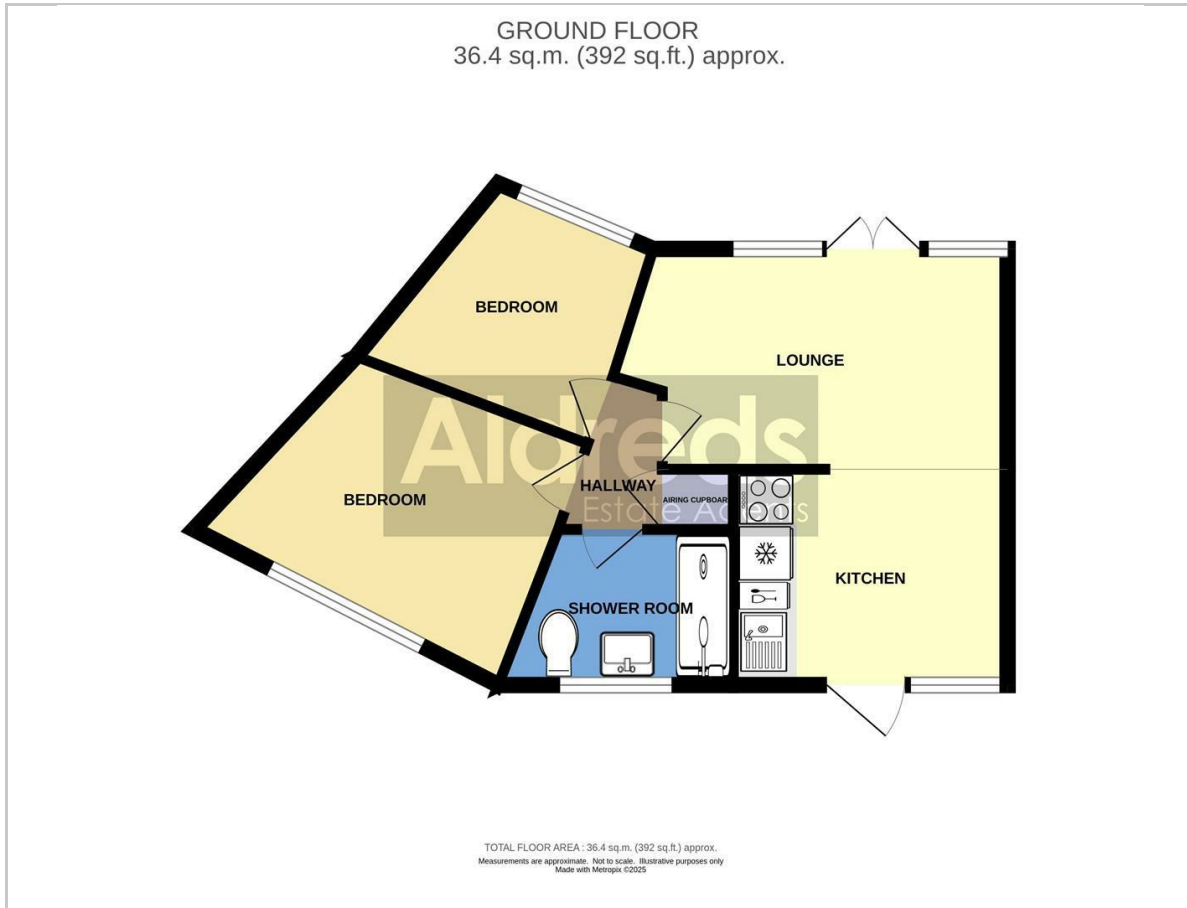 GROUND FLOOR
36.4 sq.m. (392 sq.ft.) approx.
BEDROOM
LOUNGE
Aldreds
BEDROOM
HALLWAY
AIRING CUPBOAR
Estate Agents
KITCHEN
SHOWER ROOM
TOTAL FLOOR AREA : 36.4 sq.m. (392 sq.ft.) approx.
Measurements are approximate. Not to scale. Illustrative purposes only
Made with Metropix ©2025